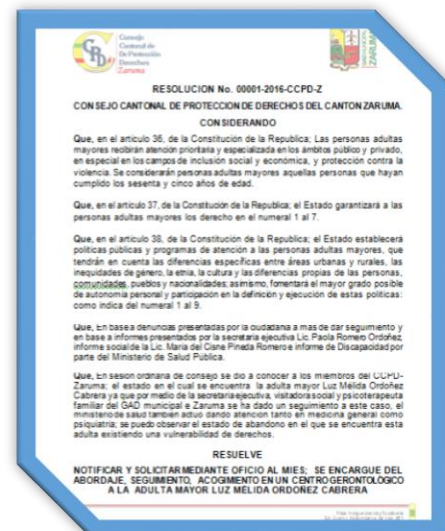 Consejo
Cantonal de
De Protección
Derechos
Zaruma
RESOLUCION No. 00001-2016-CCPD-Z
CONSEJO CANTONAL DE PROTECCION DE DERECHOS DEL CANTON ZARUMA.
CONSIDERANDO
Que, en el articulo 36, de la Constitución de la Republica; Las personas adultas
mayores recibirán atención prioritaria y especializada en los ámbitos público y privado,
en especial en los campos de inclusión social y económica, y protección contra la
violencia. Se considerarán personas adultas mayores aquellas personas que hayan
cumplido los sesenta y cinco años de edad.
Que, en el articulo 37, de la Constitución de la Republica; el Estado garantizará a las
personas adultas mayores los derecho en el numeral 1 al 7.
Que, en el articulo 38, de la Constitución de la Republica; el Estado establecerá
políticas públicas y programas de atención a las personas adultas mayores, que
tendrán en cuenta las diferencias específicas entre áreas urbanas y rurales, las
inequidades de género, la etnia, la cultura y las diferencias propias de las personas,
comunidades, pueblos y nacionalidades; asimismo, fomentará el mayor grado posible
de autonomía personal y participación en la definición y ejecución de estas políticas:
como indica del numeral 1 al 9.
Que, En base a denuncias presentadas por la ciudadanía a mas de dar seguimiento y
en base a informes presentados por la secretaria ejecutiva Lic. Paola Romero Ordoñez,
informe social de la Lic. Maria del Cisne Pineda Romero e informe de Discapacidad por
parte del Ministerio de Salud Pública.
Que, En sesión ordinaria de consejo se dio a conocer a los miembros del CCPD-
Zaruma; el estado en el cual se encuentra la adulta mayor Luz Mélida Ordoñez
Cabrera ya que por medio de la secretaria ejecutiva, visitadora social y psicoterapeuta
familiar del GAD municipal e Zaruma se ha dado un seguimiento a este caso, el
ministerio de salud tambien actuo dando atención tanto en medicina general como
psiquiatría; se puedo observar el estado de abandono en el que se encuentra esta
adulta existiendo una vulnerabilidad de derechos.
RESUELVE
NOTIFICAR Y SOLICITAR MEDIANTE OFICIO AL MIES; SE ENCARGUE DEL
ABORDAJE, SEGUIMIENTO, ACOGIMIENTO EN UN CENTRO GERONTOLÓGICO
A LA ADULTA MAYOR LUZ MÉLIDA ORDOÑEZ CABRERA